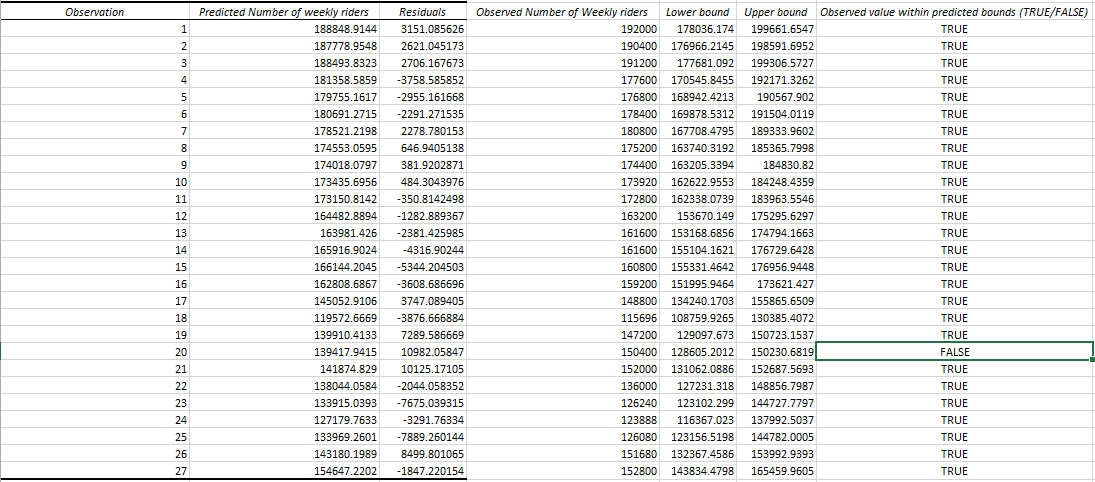 Observation Predicted Number of weekly riders Residuals Observed Number of Weekly riders Lower bound Upper bound Observed value within predicted bounds (TRUE/FALSE)
1 188848.9144 3151.085626 192000 178036.174 199661.6547 TRUE
2 187778.9548 2621.045173 190400 176966.2145 198591.6952 TRUE
3 188493.8323 2706.167673 191200 177681.092 199306.5727 TRUE
4 181358.5859 -3758.585852 177600 170545.8455 192171.3262 TRUE
5 179755.1617 -2955.161668 176800 168942.4213 190567.902 TRUE
6 180691.2715 -2291.271535 178400 169878.5312 191504.0119 TRUE
7 178521.2198 2278.780153 180800 167708.4795 189333.9602 TRUE
8 174553.0595 646.9405138 175200 163740.3192 185365.7998 TRUE
9 174018.0797 381.9202871 174400 163205.3394 184830.82 TRUE
10 173435.6956 484.3043976 173920 162622.9553 184248.4359 TRUE
11 173150.8142 -350.8142498 172800 162338.0739 183963.5546 TRUE
12 164482.8894 -1282.889367 163200 153670.149 175295.6297 TRUE
13 163981.426 -2381.425985 161600 153168.6856 174794.1663 TRUE
14 165916.9024 -4316.90244 161600 155104.1621 176729.6428 TRUE
15 166144.2045 -5344.204503 160800 155331.4642 176956.9448 TRUE
16 162808.6867 -3608.686696 159200 151995.9464 173621.427 TRUE
17 145052.9106 3747.089405 148800 134240.1703 155865.6509 TRUE
18 119572.6669 -3876.666884 115696 108759.9265 130385.4072 TRUE
19 139910.4133 7289.586669 147200 129097.673 150723.1537 TRUE
20 139417.9415 10982.05847 150400 128605.2012 150230.6819 FALSE
21 141874.829 10125.17105 152000 131062.0886 152687.5693 TRUE
22 138044.0584 -2044.058352 136000 127231.318 148856.7987 TRUE
23 133915.0393 -7675.039315 126240 123102.299 144727.7797 TRUE
24 127179.7633 -3291.76334 123888 116367.023 137992.5037 TRUE
25 133969.2601 -7889.260144 126080 123156.5198 144782.0005 TRUE
26 143180.1989 8499.801065 151680 132367.4586 153992.9393 TRUE
27 154647.2202 -1847.220154 152800 143834.4798 165459.9605 TRUE